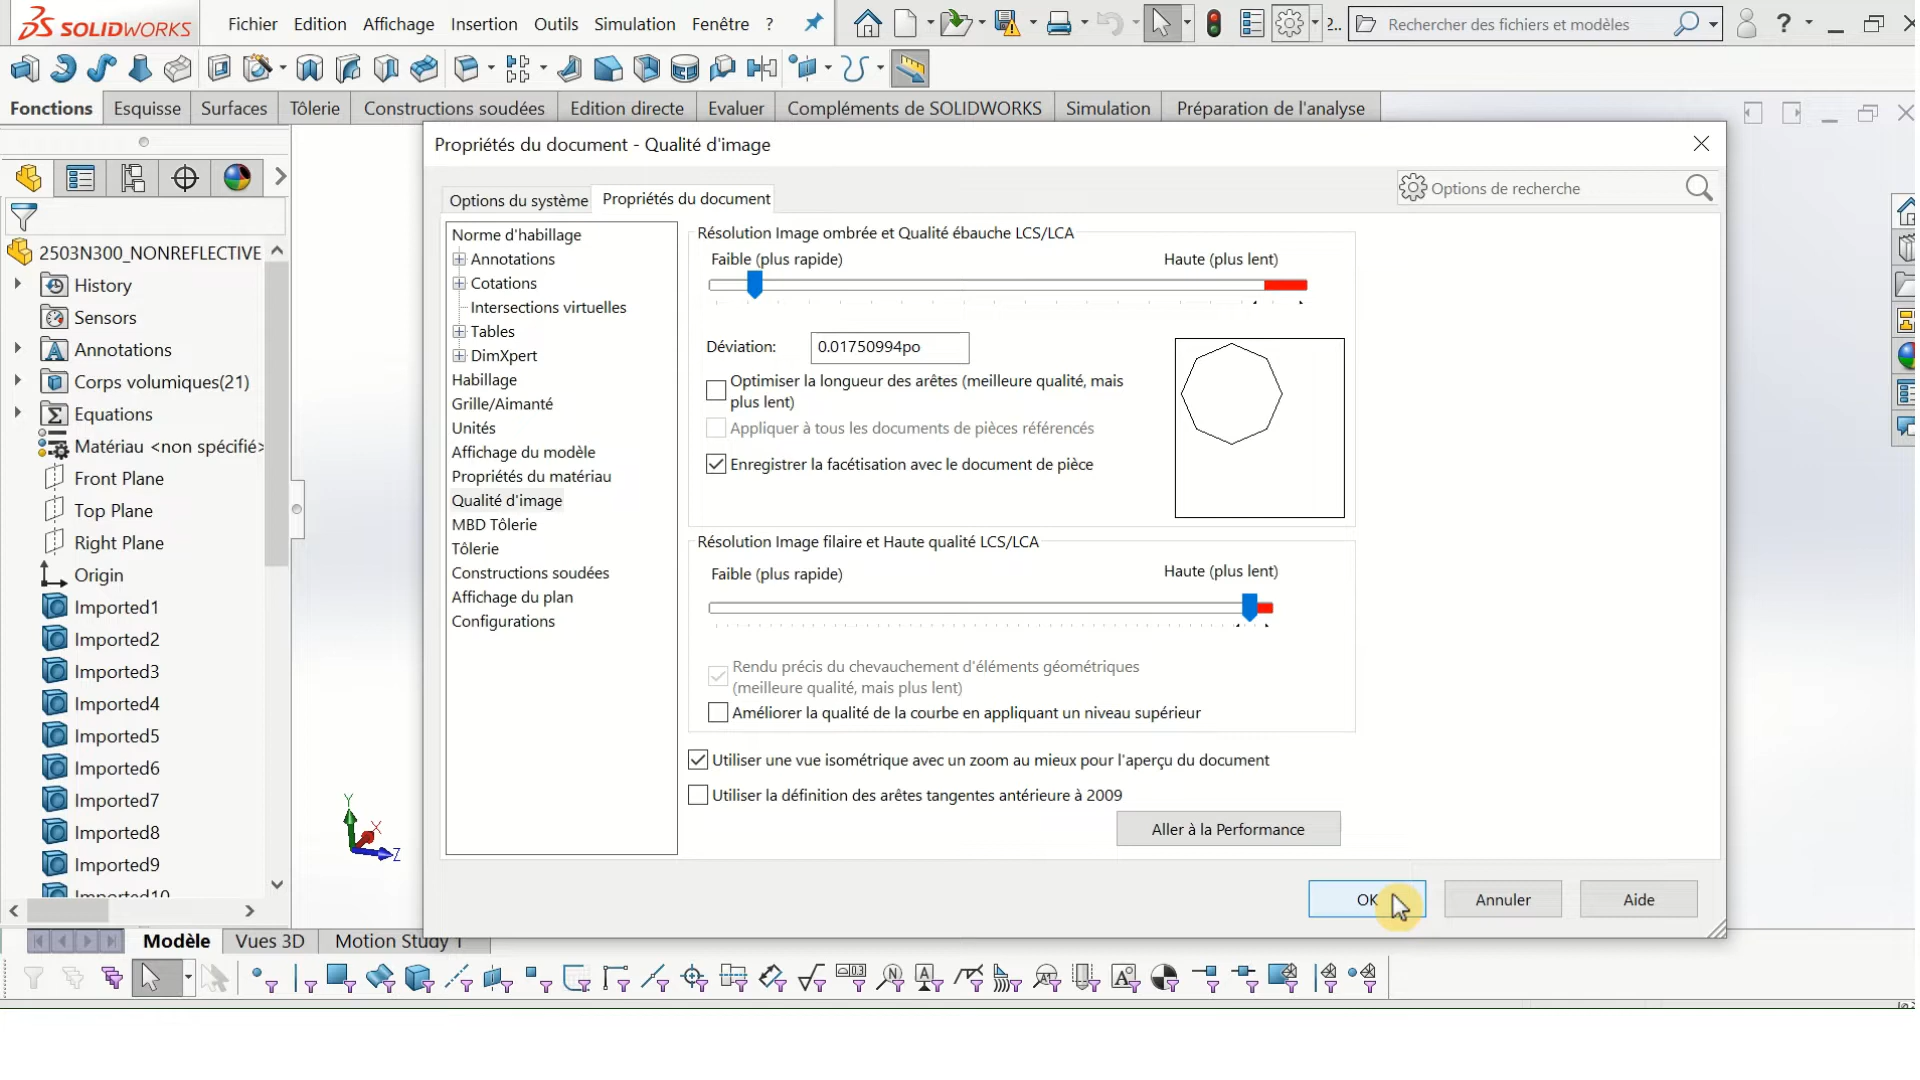 SOLIDWORKS
Fichier Edition Affichage Insertion Outils Simulation Fenêtre ?
2.. Rechercher des fichiers et modèles ?
Fonctions Esquisse Surfaces Tôlerie Constructions soudées Edition directe Evaluer Compléments de SOLIDWORKS Simulation Préparation de l'analyse
Propriétés du document - Qualité d'image
Options du système Propriétés du document
Options de recherche
2503N300_NONREFLECTIVE
History
Sensors
Annotations
Corps volumiques(21)
Equations
Matériau <non spécifié>
Front Plane
Top Plane
Right Plane
Origin
Imported1
Imported2
Imported3
Imported4
Imported5
Imported6
Imported7
Imported8
Imported9
Imported10
Norme d'habillage
Annotations
Cotations
Intersections virtuelles
Tables
DimXpert
Habillage
Grille/Aimanté
Unités
Affichage du modèle
Propriétés du matériau
Qualité d'image
MBD Tôlerie
Tôlerie
Constructions soudées
Affichage du plan
Configurations
Résolution Image ombrée et Qualité ébauche LCS/LCA
Faible (plus rapide) Haute (plus lent)
Déviation: 0.01750994po
Optimiser la longueur des arêtes (meilleure qualité, mais
plus lent)
Appliquer à tous les documents de pièces référencés
Enregistrer la facétisation avec le document de pièce
Résolution Image filaire et Haute qualité LCS/LCA
Faible (plus rapide) Haute (plus lent)
Rendu précis du chevauchement d'éléments géométriques
(meilleure qualité, mais plus lent)
Améliorer la qualité de la courbe en appliquant un niveau supérieur
Utiliser une vue isométrique avec un zoom au mieux pour l'aperçu du document
Utiliser la définition des arêtes tangentes antérieure à 2009
Aller à la Performance
OK Annuler Aide
Y
X
Z
Modèle Vues 3D Motion Study 1